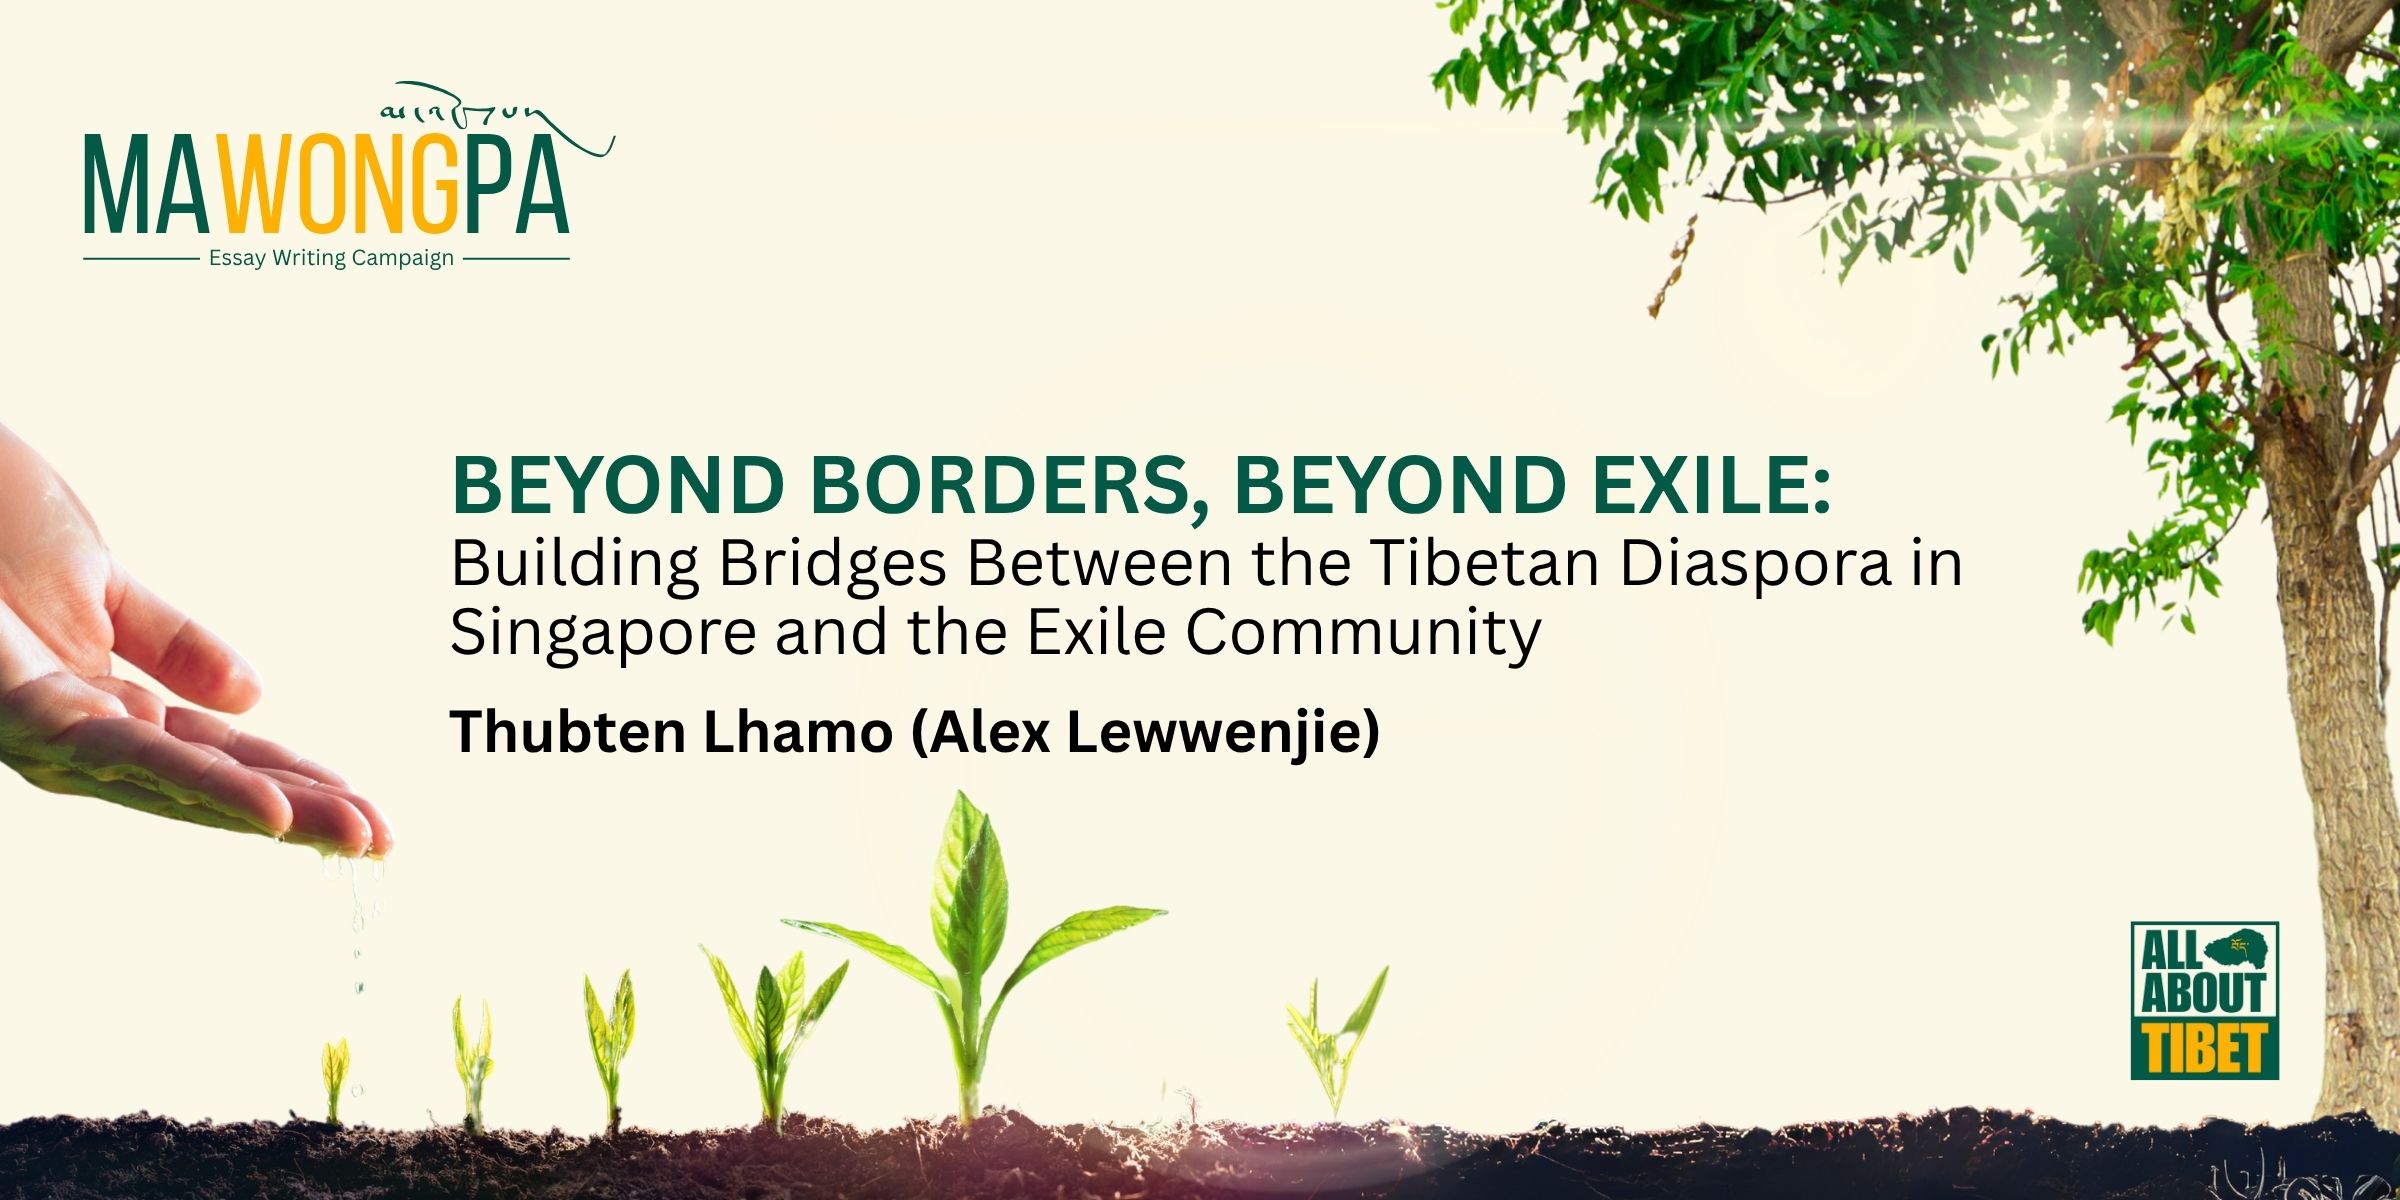 མ་འོངས་པ
MAWONGPA
Essay Writing Campaign
BEYOND BORDERS, BEYOND EXILE:
Building Bridges Between the Tibetan Diaspora in
Singapore and the Exile Community
Thubten Lhamo (Alex Lewwenjie)
ALL
བོད་
ABOUT
TIBET